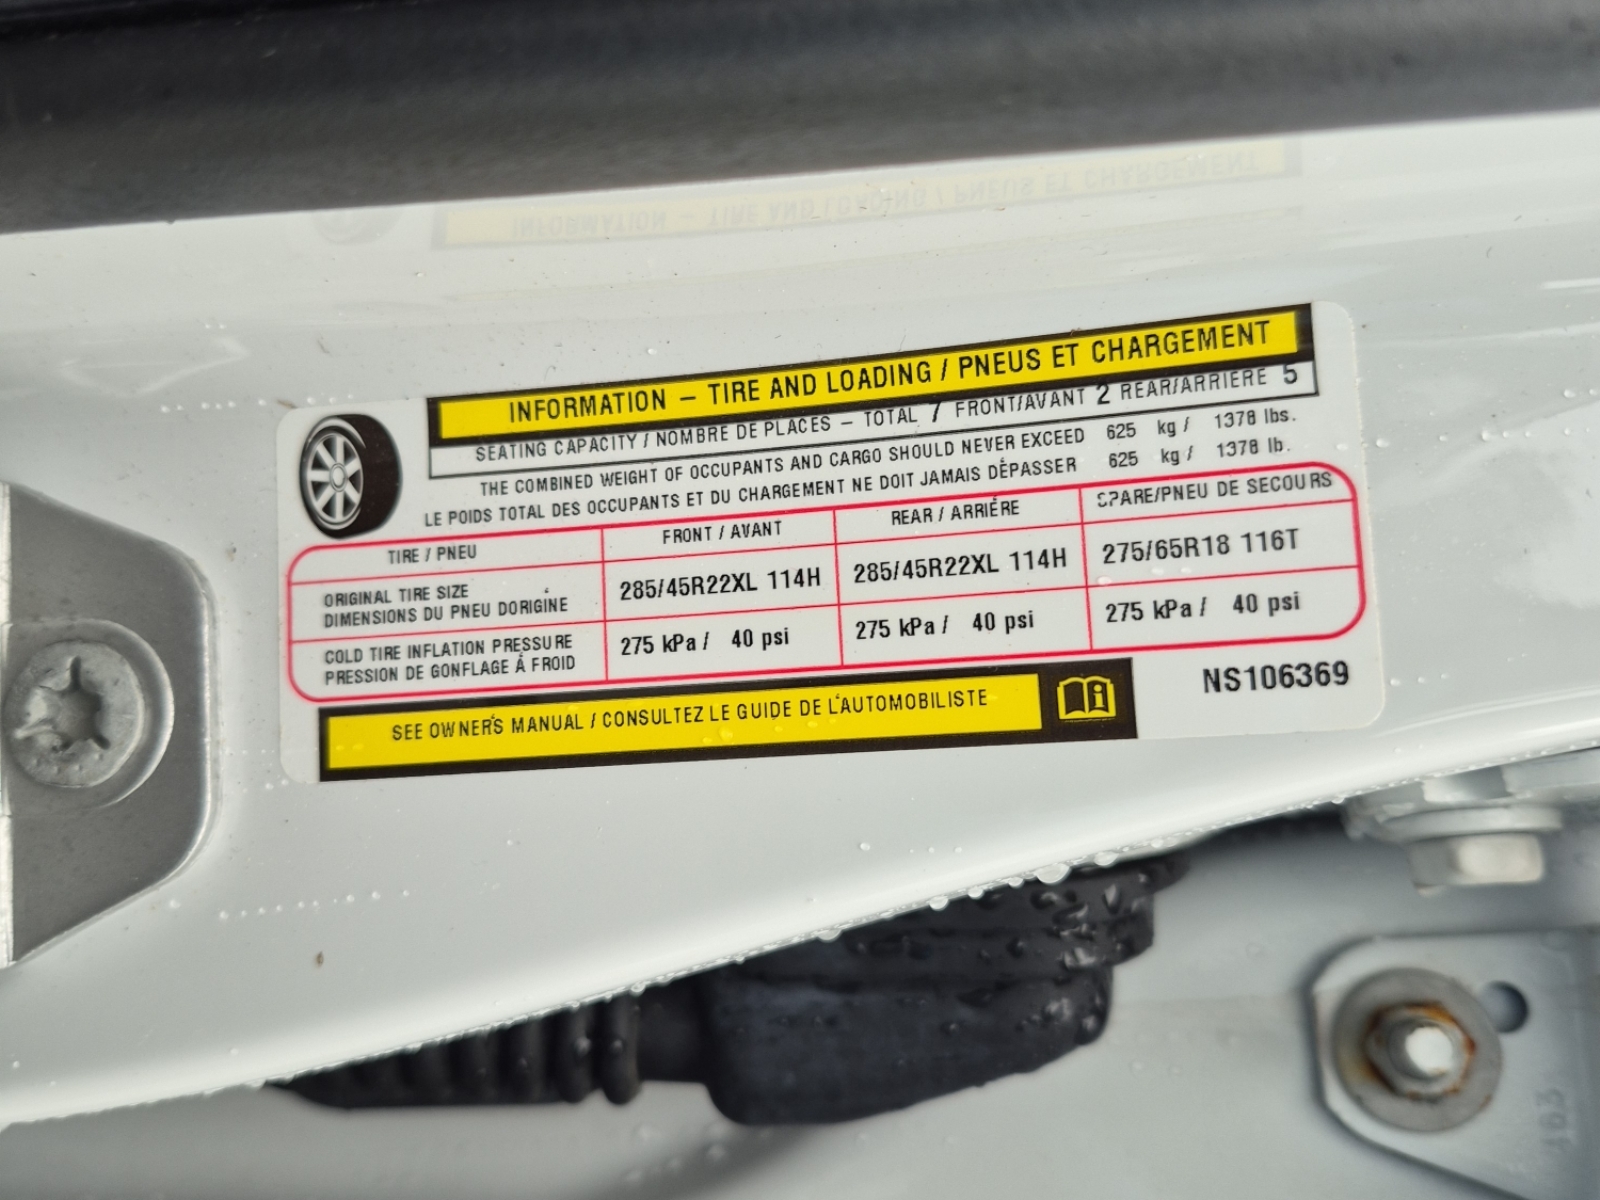 INFORMATION – TIRE AND LOADING / PNEUS ET CHARGEMENT
SEATING CAPACITY / NOMBRE DE PLACES – TOTAL 7 FRONT/AVANT 2 REAR/ARRIERE 5
THE COMBINED WEIGHT OF OCCUPANTS AND CARGO SHOULD NEVER EXCEED 625 kg / 1378 lbs.
LE POIDS TOTAL DES OCCUPANTS ET DU CHARGEMENT NE DOIT JAMAIS DÉPASSER 625 kg / 1378 lb.
TIRE / PNEU FRONT / AVANT REAR / ARRIÉRE SPARE/PNEU DE SECOURS
ORIGINAL TIRE SIZE
DIMENSIONS DU PNEU DORIGINE
285/45R22XL 114H 285/45R22XL 114H 275/65R18 116T
COLD TIRE INFLATION PRESSURE
PRESSION DE GONFLAGE Á FROID
275 kPa / 40 psi 275 kPa / 40 psi 275 kPa / 40 psi
SEE OWNER'S MANUAL / CONSULTEZ LE GUIDE DE L'AUTOMOBILISTE
NS106369
163